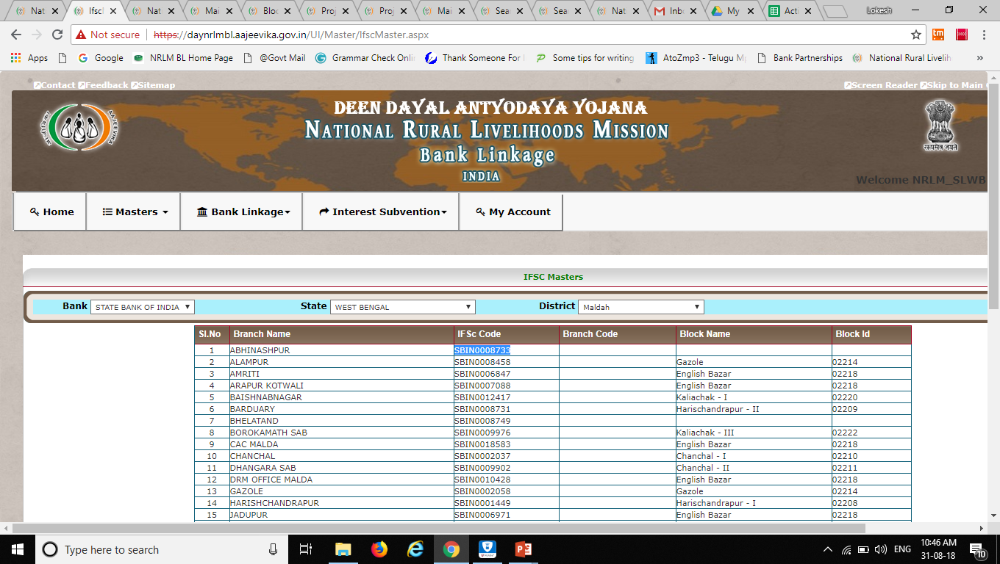 Nat Ifsc Nat Mai Bloc Proj Proj Mai Sea Sea Nat Inb My Acti Lokesh
Not secure https://daynrlmbl.aajeevika.gov.in/UI/Master/IfscMaster.aspx
Apps Google NRLM BL Home Page @Govt Mail Grammar Check Onli Thank Someone For Some tips for writing AtoZmp3 - Telugu Mp Bank Partnerships National Rural Livelih »
Contact Feedback Sitemap Screen Reader Skip to Main
DEEN DAYAL ANTYODAYA YOJANA
NATIONAL RURAL LIVELIHOODS MISSION
Bank Linkage
INDIA
सत्यमेव जयते
Welcome NRLM_SLWB
Home Masters Bank Linkage Interest Subvention My Account
IFSC Masters
Bank STATE BANK OF INDIA State WEST BENGAL District Maldah
Sl.No Branch Name IFSc Code Branch Code Block Name Block Id
1 ABHINASHPUR SBIN0008733
2 ALAMPUR SBIN0008458 Gazole 02214
3 AMRITI SBIN0006847 English Bazar 02218
4 ARAPUR KOTWALI SBIN0007088 English Bazar 02218
5 BAISHNABNAGAR SBIN0012417 Kaliachak - I 02220
6 BARDUARY SBIN0008731 Harischandrapur - II 02209
7 BHELATAND SBIN0008749
8 BOROKAMATH SAB SBIN0009976 Kaliachak - III 02222
9 CAC MALDA SBIN0018583 English Bazar 02218
10 CHANCHAL SBIN0002037 Chanchal - I 02210
11 DHANGARA SAB SBIN0009902 Chanchal - II 02211
12 DRM OFFICE MALDA SBIN0010428 English Bazar 02218
13 GAZOLE SBIN0002058 Gazole 02214
14 HARISHCHANDRAPUR SBIN0001449 Harischandrapur - I 02208
15 JADUPUR SBIN0006971 English Bazar 02218
Type here to search ENG 10:46 AM
31-08-18 10